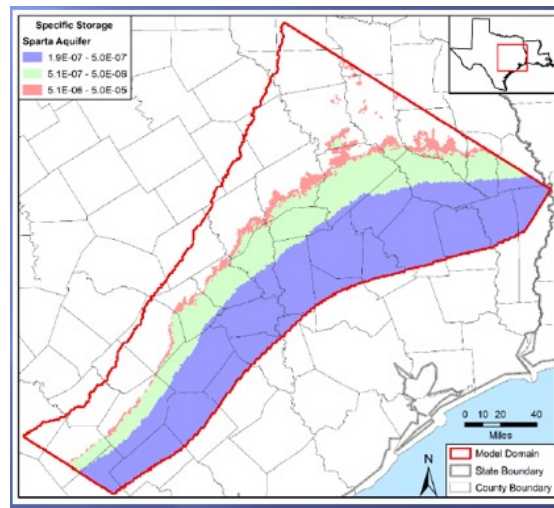 Specific Storage
Sparta Aquifer
1.9E-07 - 5.0E-07
5.1E-07 - 5.0E-06
5.1E-06 - 5.0E-05
0 10 20 40
Miles
N
Model Domain
State Boundary
County Boundary